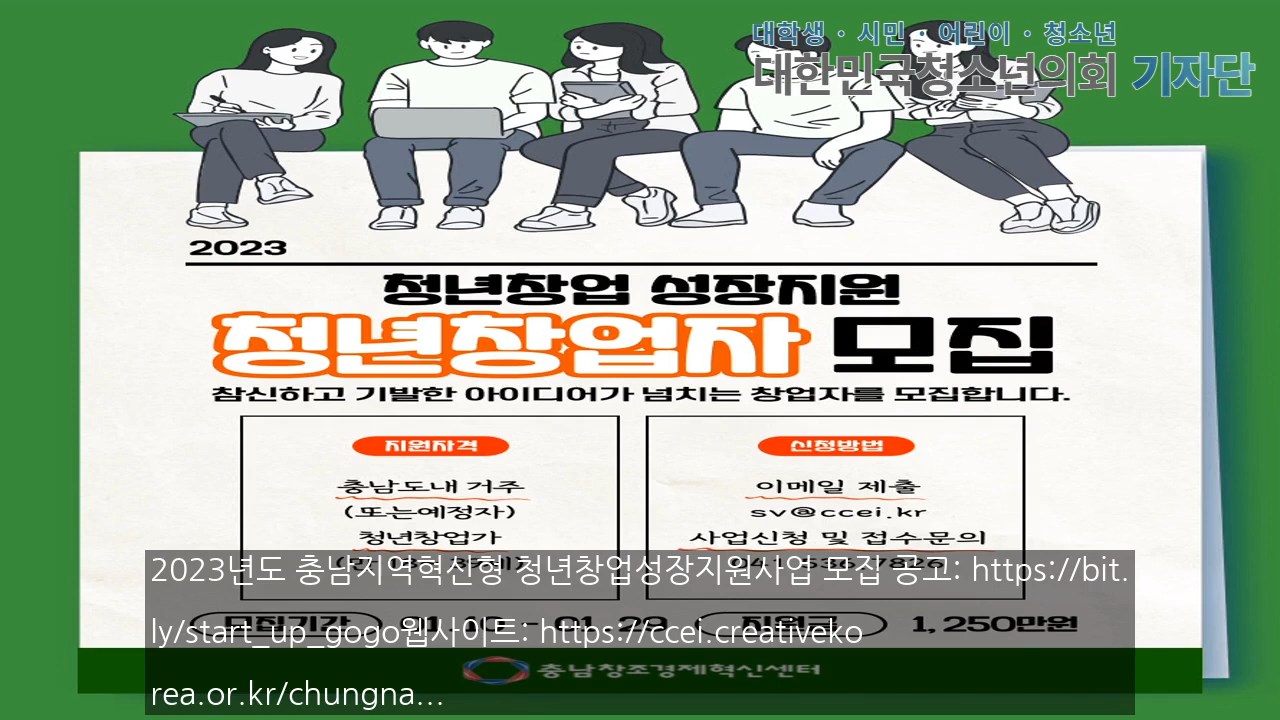 대학생 · 시민 · 어린이 · 청소년
대한민국청소년의회 기자단
2023
청년창업 성장지원
청년창업자 모집
참신하고 기발한 아이디어가 넘치는 창업자를 모집합니다.
지원자격
충남도내 거주
(또는예정자)
청년창업가
신청방법
이메일 제출
sv@ccei.kr
사업신청 및 접수문의
모집기간
지원금 1,250만원
2023년도 충남지역혁신형 청년창업성장지원사업 모집 공고: https://bit.
ly/start_up_gogo웹사이트: https://ccei.creativeko
rea.or.kr/chungna...
충남창조경제혁신센터